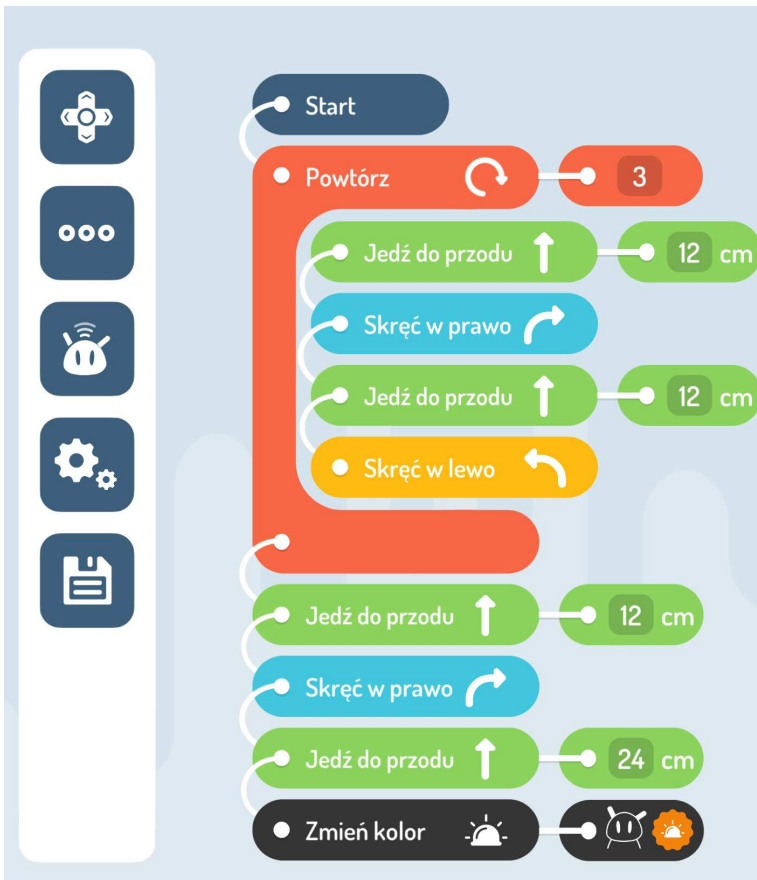 Start
Powtórz 3
Jedź do przodu 12 cm
Skręć w prawo
Jedź do przodu 12 cm
Skręć w lewo
Jedź do przodu 12 cm
Skręć w prawo
Jedź do przodu 24 cm
Zmień kolor